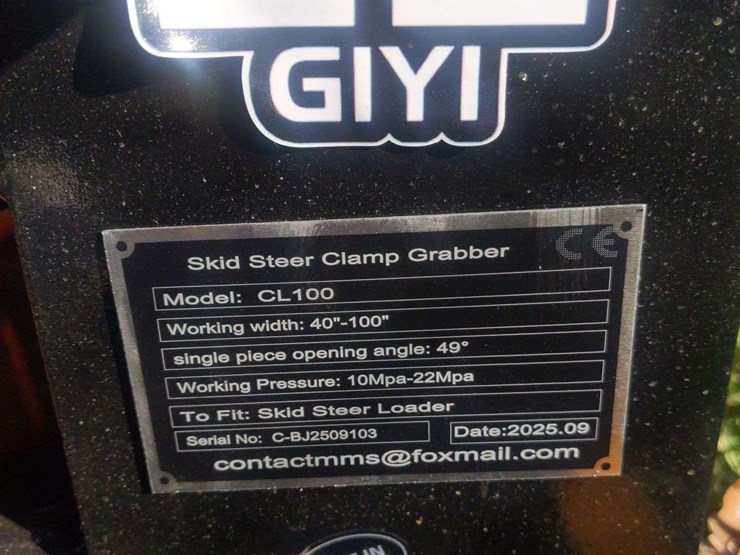 GIYI
Skid Steer Clamp Grabber
CE
Model: CL100
Working width: 40"-100"
single piece opening angle: 49°
Working Pressure: 10Mpa-22Mpa
To Fit: Skid Steer Loader
Serial No: C-BJ2509103 Date:2025.09
contactmms@foxmail.com
IN